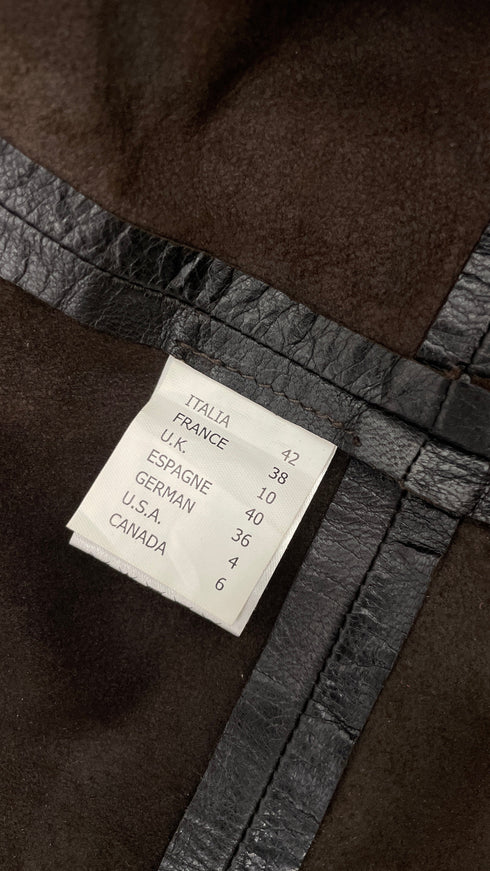 ITALIA 42
FRANCE 38
U.K. 10
ESPAGNE 40
GERMAN 36
U.S.A. 4
CANADA 6